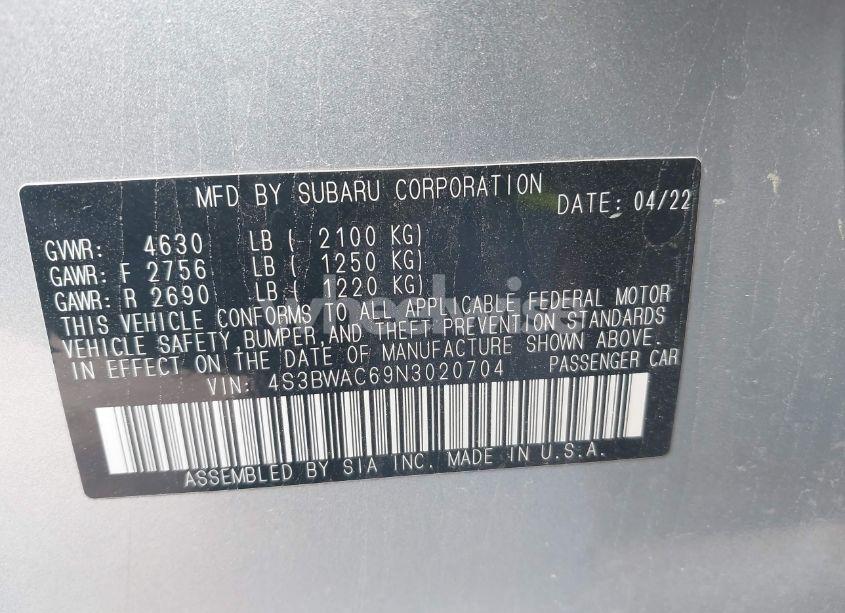 MFD BY SUBARU CORPORATION DATE: 04/22
GVWR: 4630 LB ( 2100 KG)
GAWR: F 2756 LB ( 1250 KG)
GAWR: R 2690 LB ( 1220 KG)
THIS VEHICLE CONFORMS TO ALL APPLICABLE FEDERAL MOTOR
VEHICLE SAFETY, BUMPER, AND THEFT PREVENTION STANDARDS
IN EFFECT ON THE DATE OF MANUFACTURE SHOWN ABOVE.
VIN: 4S3BWAC69N3020704 PASSENGER CAR
ASSEMBLED BY SIA INC. MADE IN U.S.A.